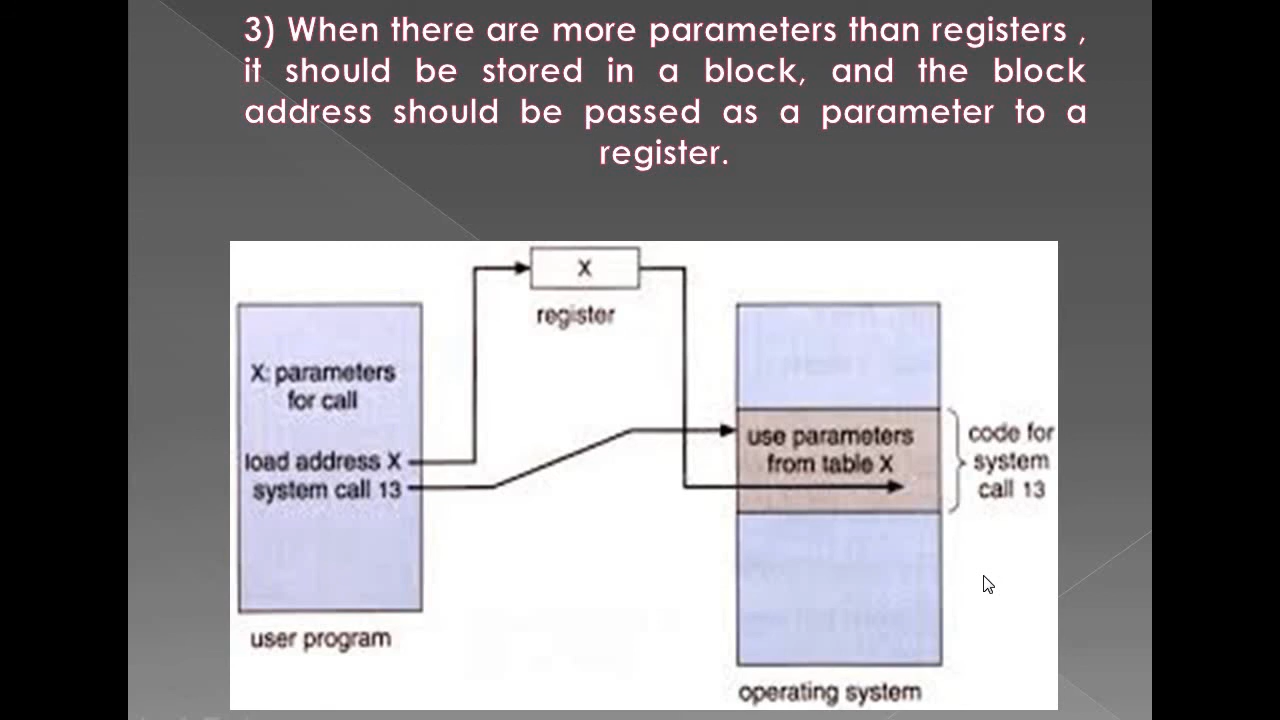 3) When there are more parameters than registers ,
it should be stored in a block, and the block
address should be passed as a parameter to a
register.
X
register
X: parameters
for call
load address X
system call 13
use parameters
from table X
code for
system
call 13
user program
operating system